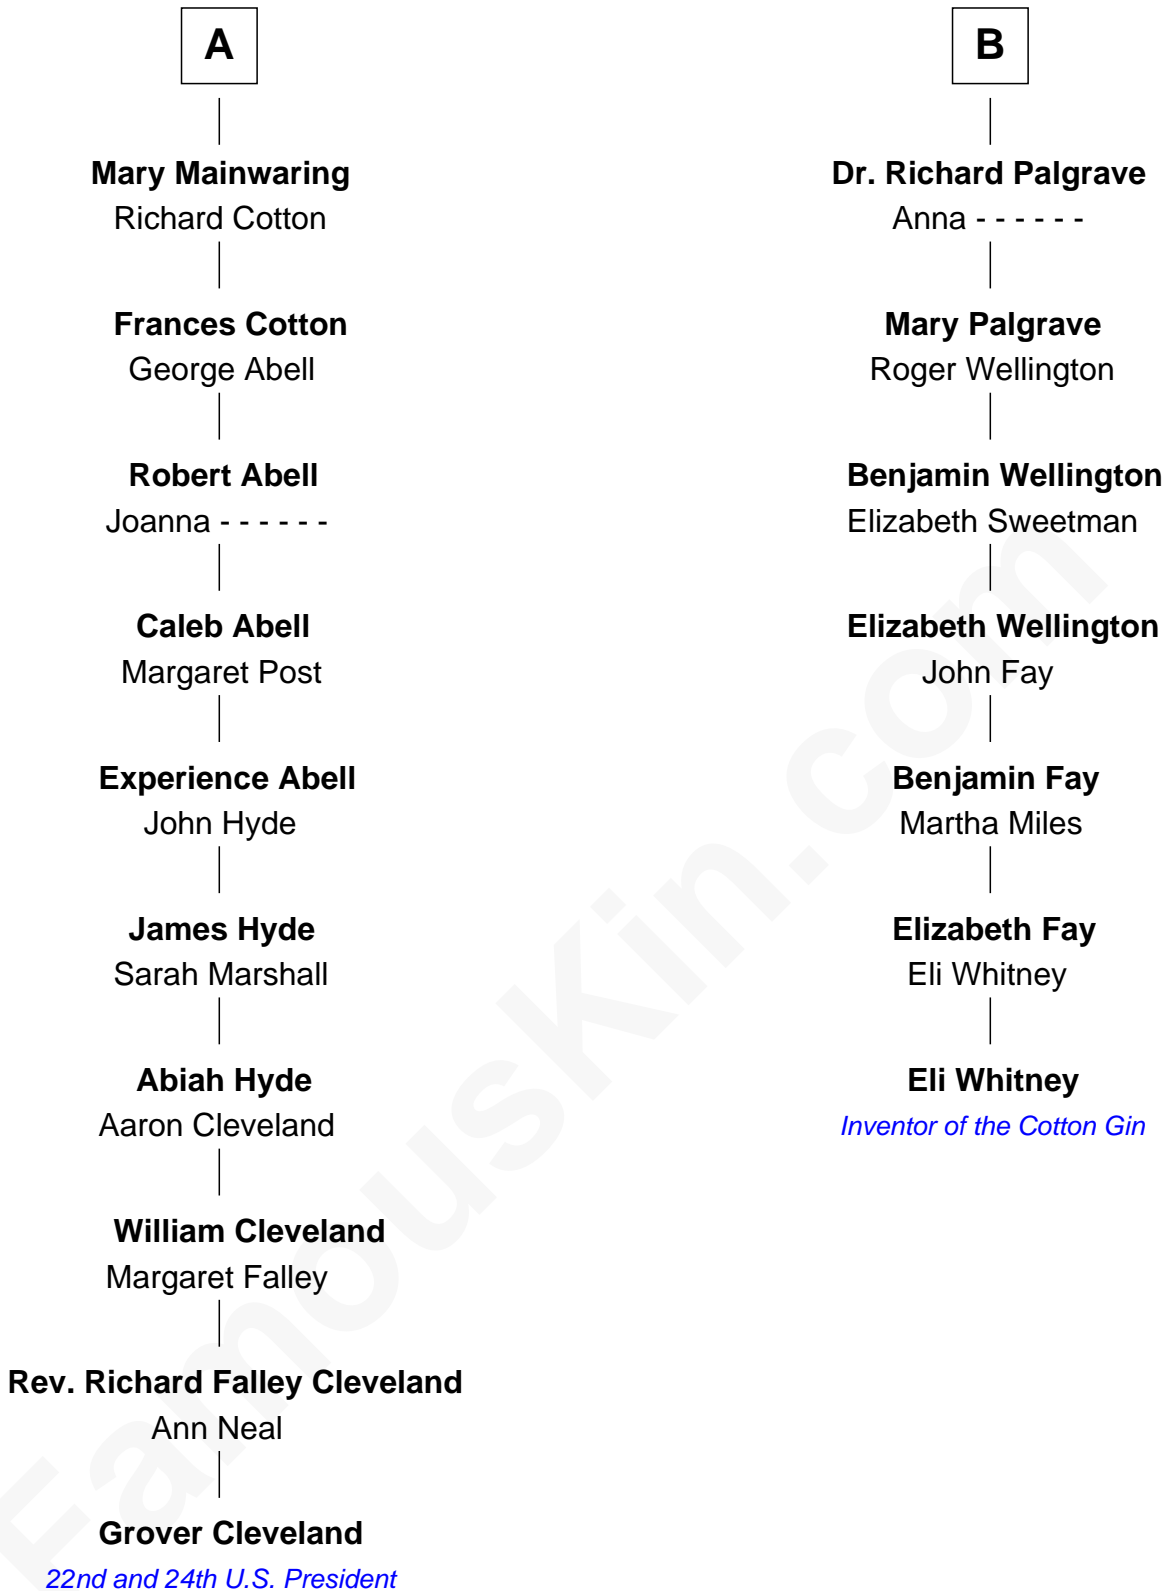 A
Mary Mainwaring
Richard Cotton
Frances Cotton
George Abell
Robert Abell
Joanna - - - - - -
Caleb Abell
Margaret Post
Experience Abell
John Hyde
James Hyde
Sarah Marshall
Abiah Hyde
Aaron Cleveland
William Cleveland
Margaret Falley
Rev. Richard Falley Cleveland
Ann Neal
Grover Cleveland
22nd and 24th U.S. President
B
Dr. Richard Palgrave
Anna - - - - - -
Mary Palgrave
Roger Wellington
Benjamin Wellington
Elizabeth Sweetman
Elizabeth Wellington
John Fay
Benjamin Fay
Martha Miles
Elizabeth Fay
Eli Whitney
Eli Whitney
Inventor of the Cotton Gin
FamousKin.com